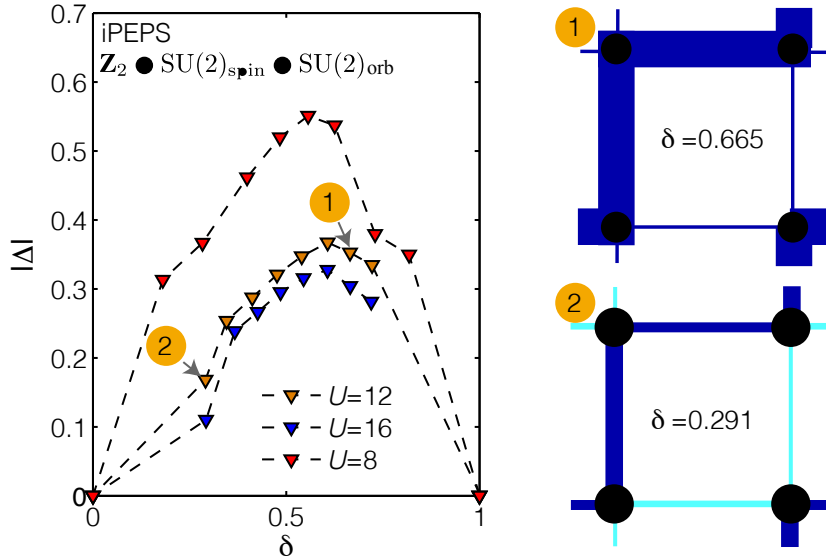 iPEPS
Z₂ ● SU(2)spin ● SU(2)orb
0.7
0.6
0.5
0.4
0.3
0.2
0.1
0
|Δ|
1
2
U=12
U=16
U=8
0
0.5
1
δ
1
δ =0.665
2
δ =0.291